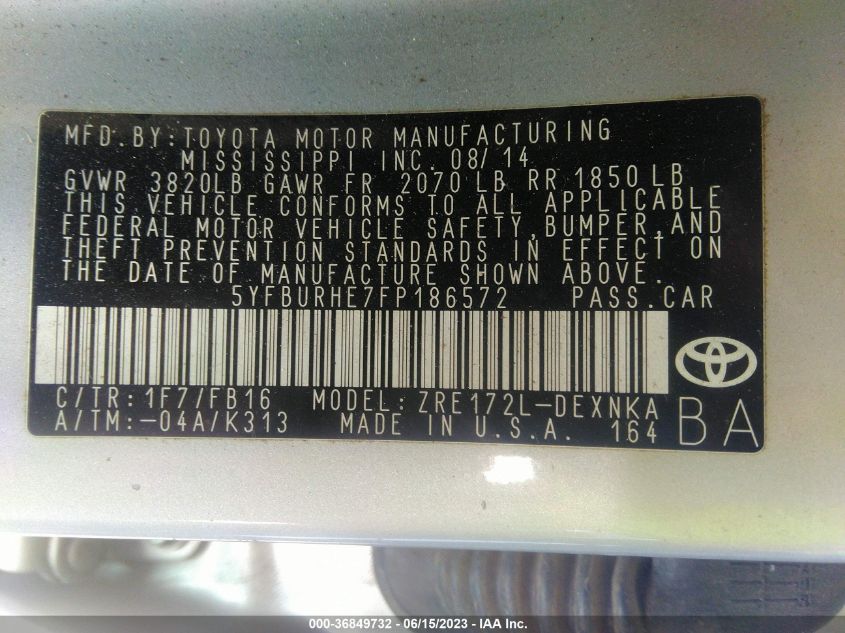 MFD.BY:TOYOTA MOTOR MANUFACTURING
MISSISSIPPI INC. 08/14
GVWR 3820LB GAWR FR 2070LB RR 1850LB
THIS VEHICLE CONFORMS TO ALL APPLICABLE
FEDERAL MOTOR VEHICLE SAFETY,BUMPER,AND
THEFT PREVENTION STANDARDS IN EFFECT ON
THE DATE OF MANUFACTURE SHOWN ABOVE.
5YFBURHE7FP186572 PASS.CAR
C/TR:1F7/FB16 MODEL:ZRE172L-DEXNKA
A/TM:-04A/K313 MADE IN U.S.A. 164
BA
000-36849732 - 06/15/2023 - IAA Inc.